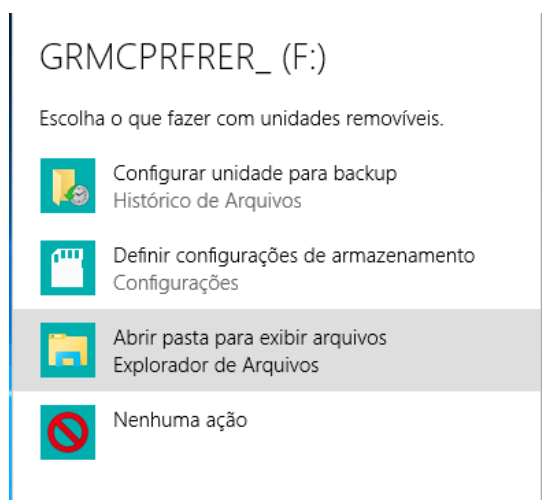 GRMCPRFRER_ (F:)
Escolha o que fazer com unidades removíveis.
Configurar unidade para backup
Histórico de Arquivos
Definir configurações de armazenamento
Configurações
Abrir pasta para exibir arquivos
Explorador de Arquivos
Nenhuma ação